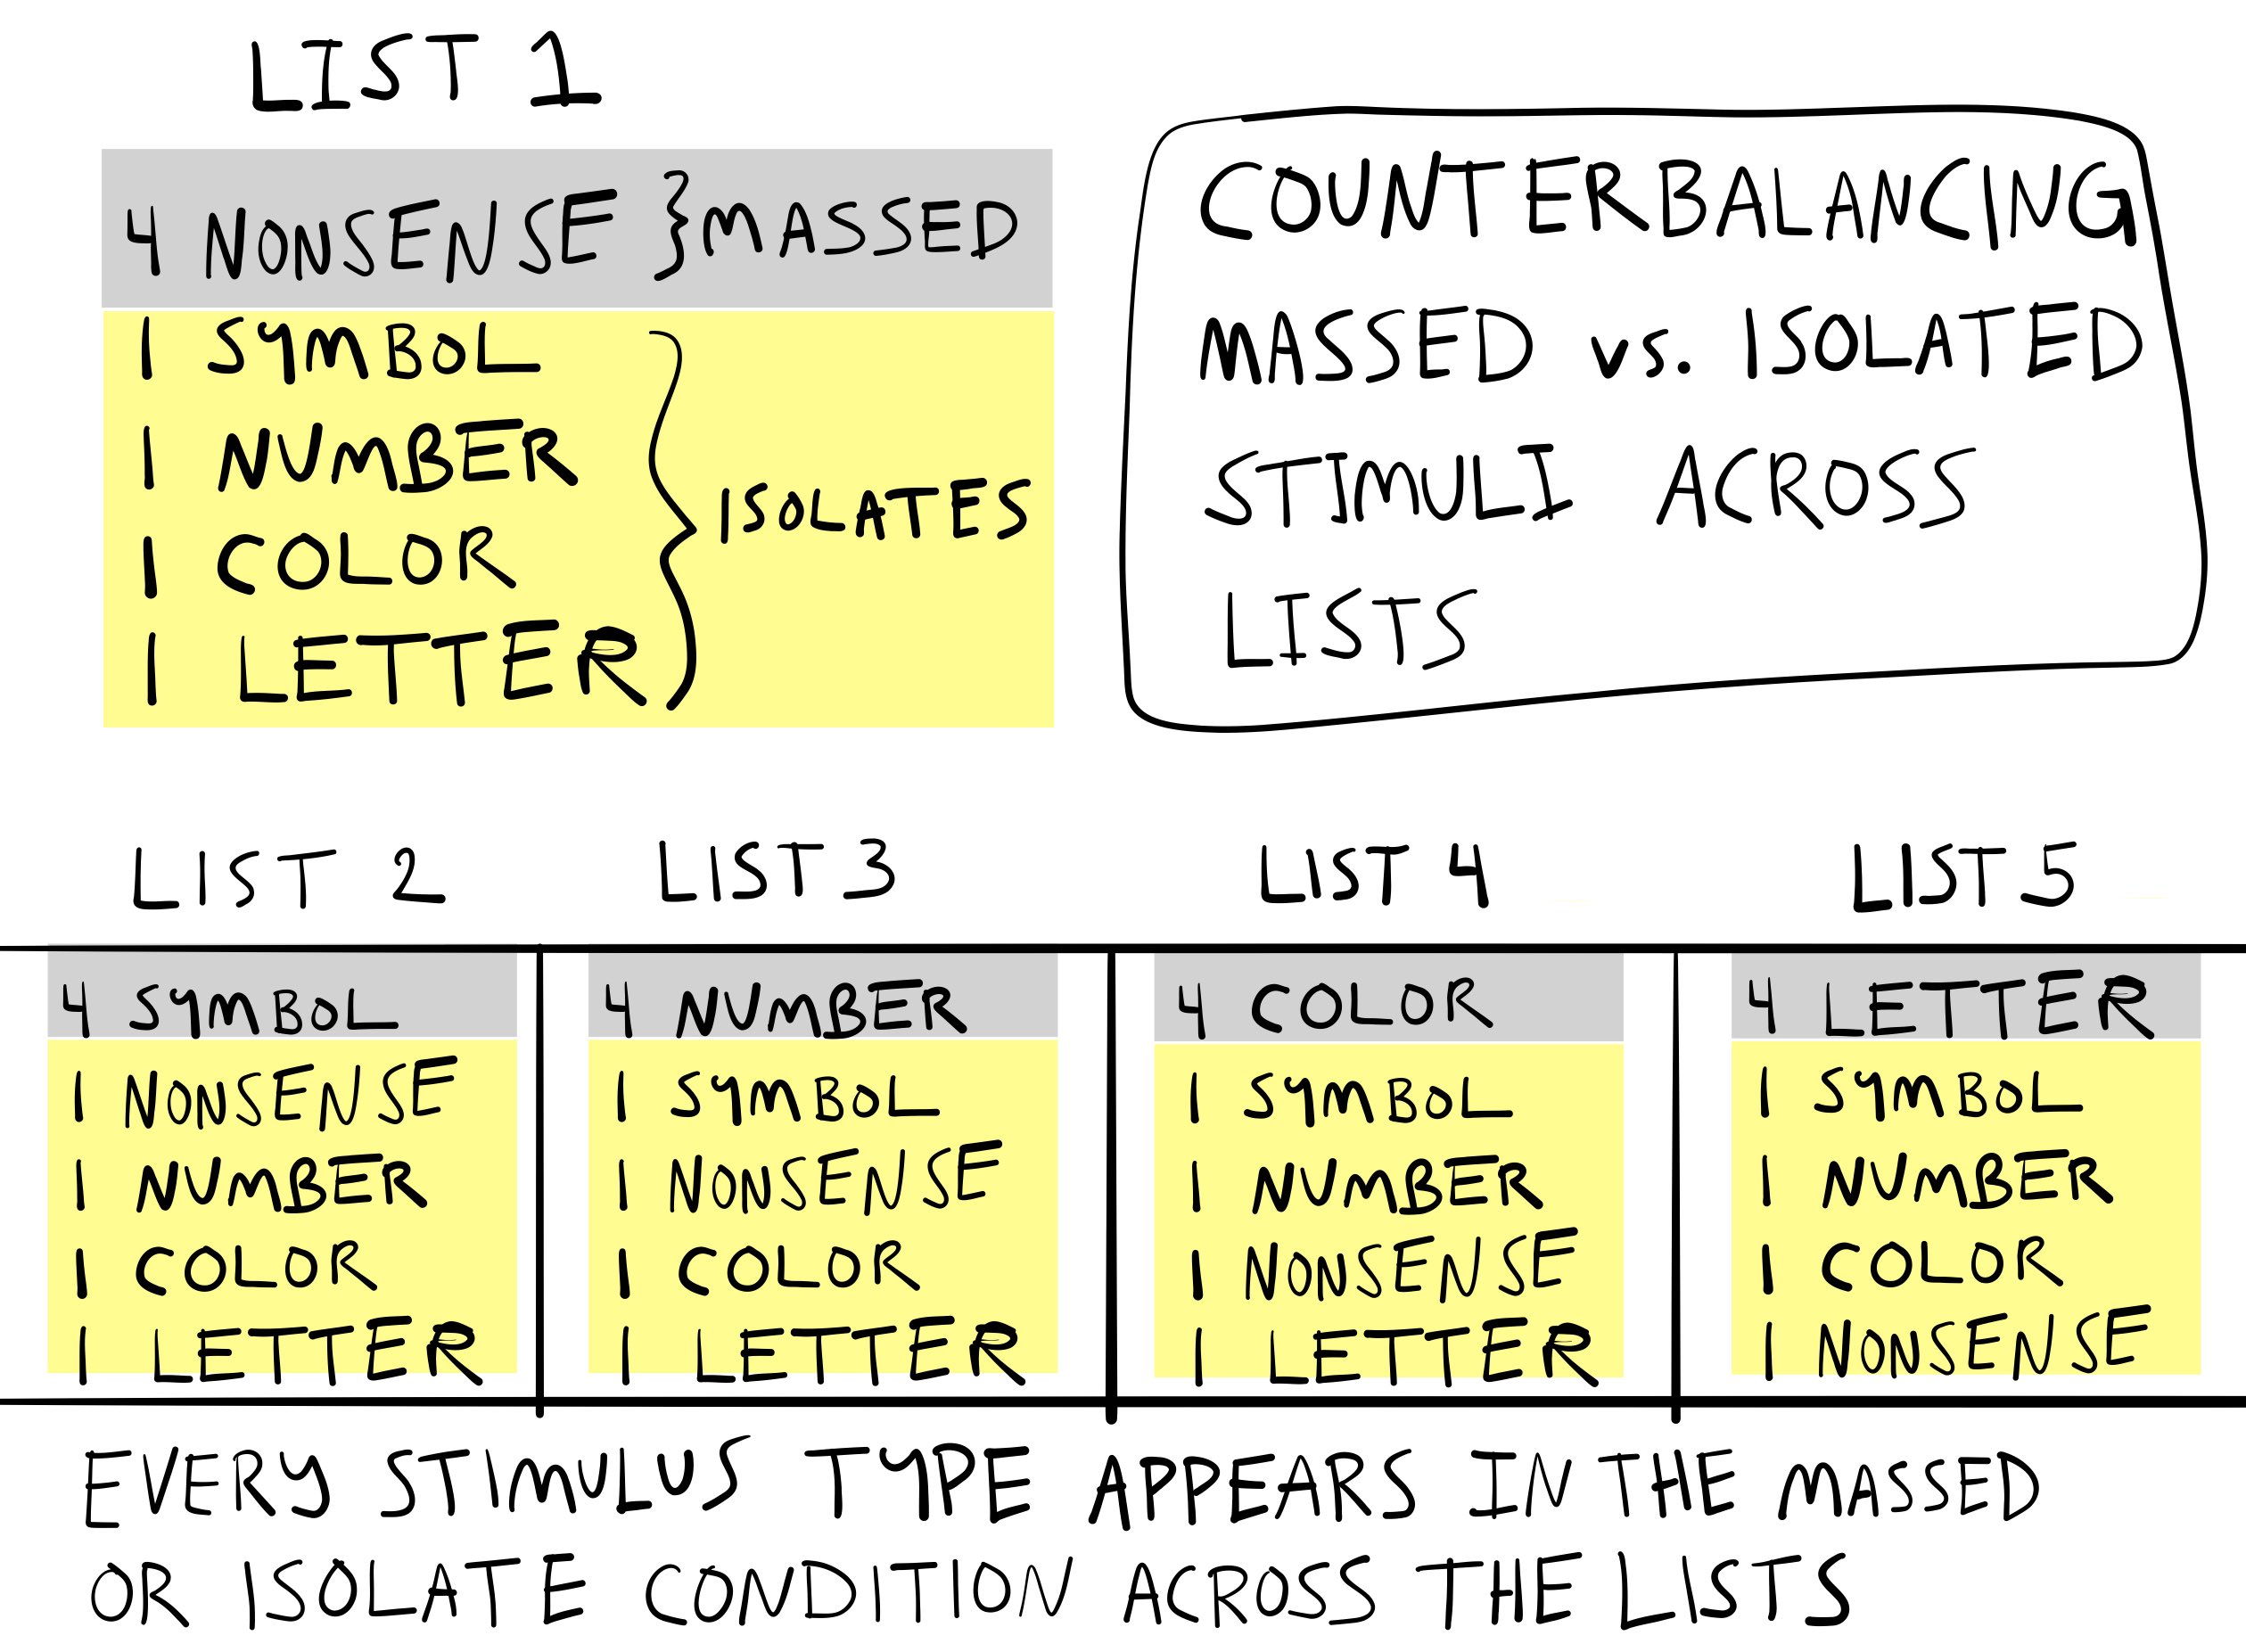 LIST 1
4 NONSENSE } MASSED
1 SYMBOL
1 NUMBER
1 COLOR
1 LETTER
ISOLATES
COUNTERBALANCING
MASSED vs. ISOLATED
STIMULI ACROSS
LISTS
LIST 2
4 SYMBOL
1 NONSENSE
1 NUMBER
1 COLOR
1 LETTER
LIST 3
4 NUMBER
1 SYMBOL
1 NONSENSE
1 COLOR
1 LETTER
LIST 4
4 COLOR
1 SYMBOL
1 NUMBER
1 NONSENSE
1 LETTER
LIST 5
4 LETTER
1 SYMBOL
1 NUMBER
1 COLOR
1 NONSENSE
EVERY STIMULUS TYPE APPEARS IN THE MASSED
OR ISOLATE CONDITION ACROSS THE LISTS